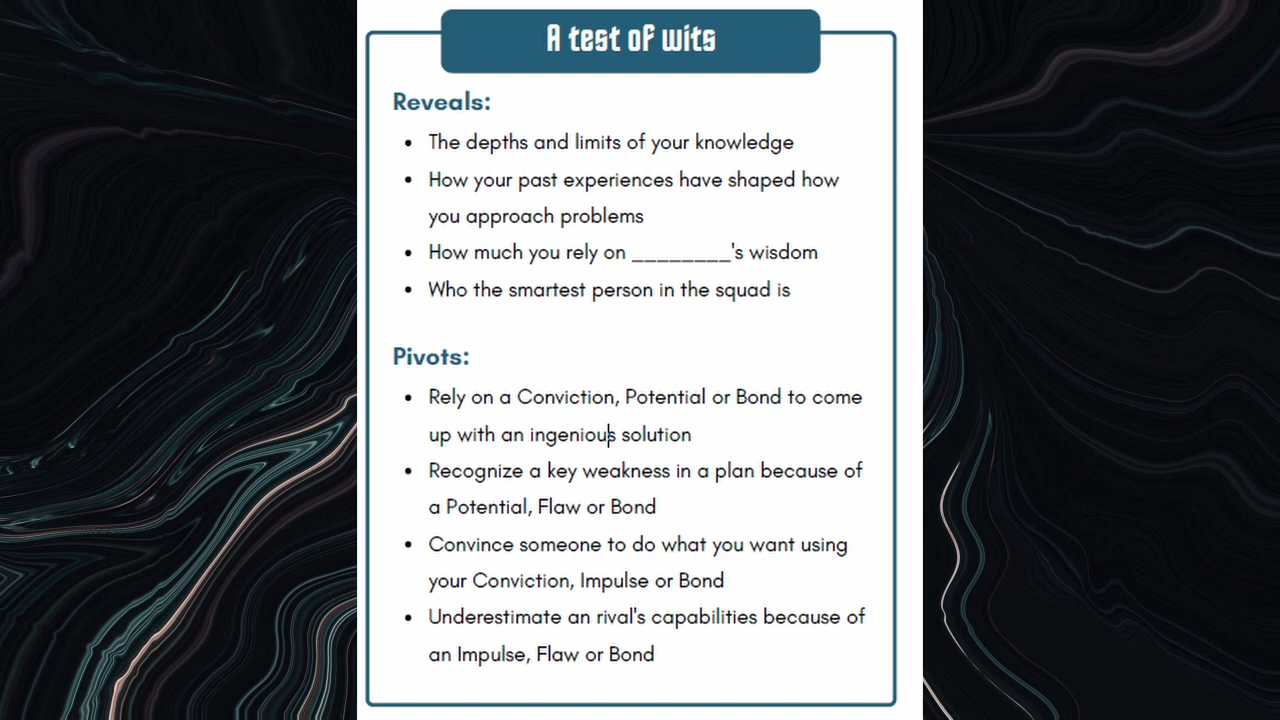 A test of wits
Reveals:
• The depths and limits of your knowledge
• How your past experiences have shaped how
you approach problems
• How much you rely on _________'s wisdom
• Who the smartest person in the squad is
Pivots:
• Rely on a Conviction, Potential or Bond to come
up with an ingenious solution
• Recognize a key weakness in a plan because of
a Potential, Flaw or Bond
• Convince someone to do what you want using
your Conviction, Impulse or Bond
• Underestimate an rival's capabilities because of
an Impulse, Flaw or Bond